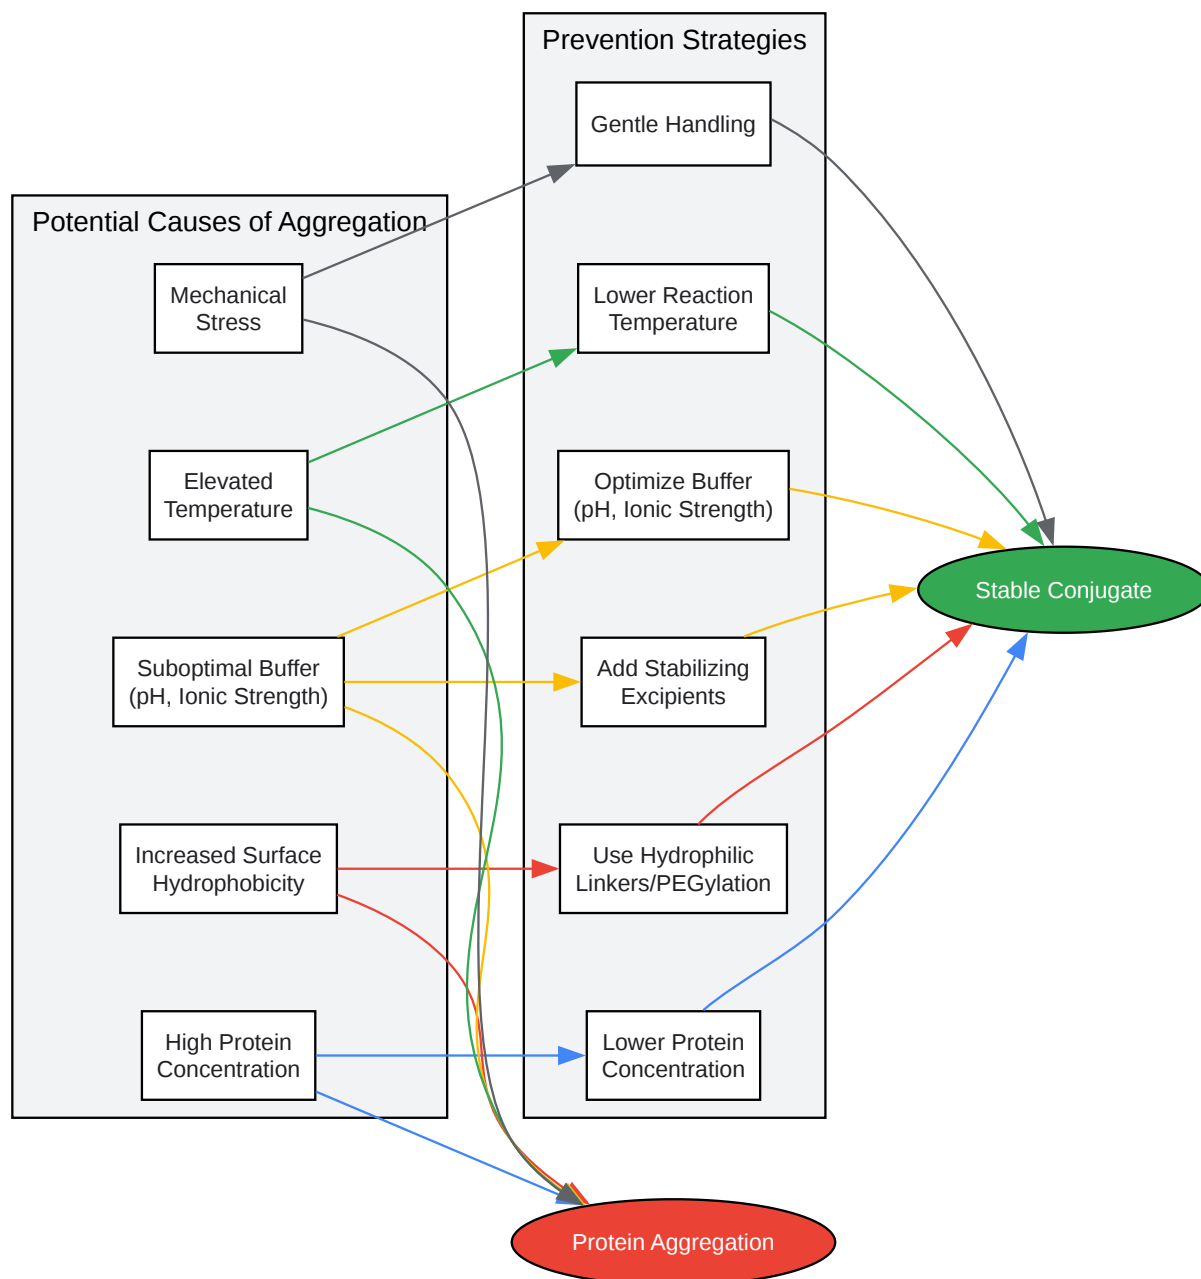 Prevention Strategies
Gentle Handling
Lower Reaction
Temperature
Optimize Buffer
(pH, Ionic Strength)
Add Stabilizing
Excipients
Use Hydrophilic
Linkers/PEGylation
Lower Protein
Concentration
Potential Causes of Aggregation
Mechanical
Stress
Elevated
Temperature
Suboptimal Buffer
(pH, Ionic Strength)
Increased Surface
Hydrophobicity
High Protein
Concentration
Stable Conjugate
Protein Aggregation